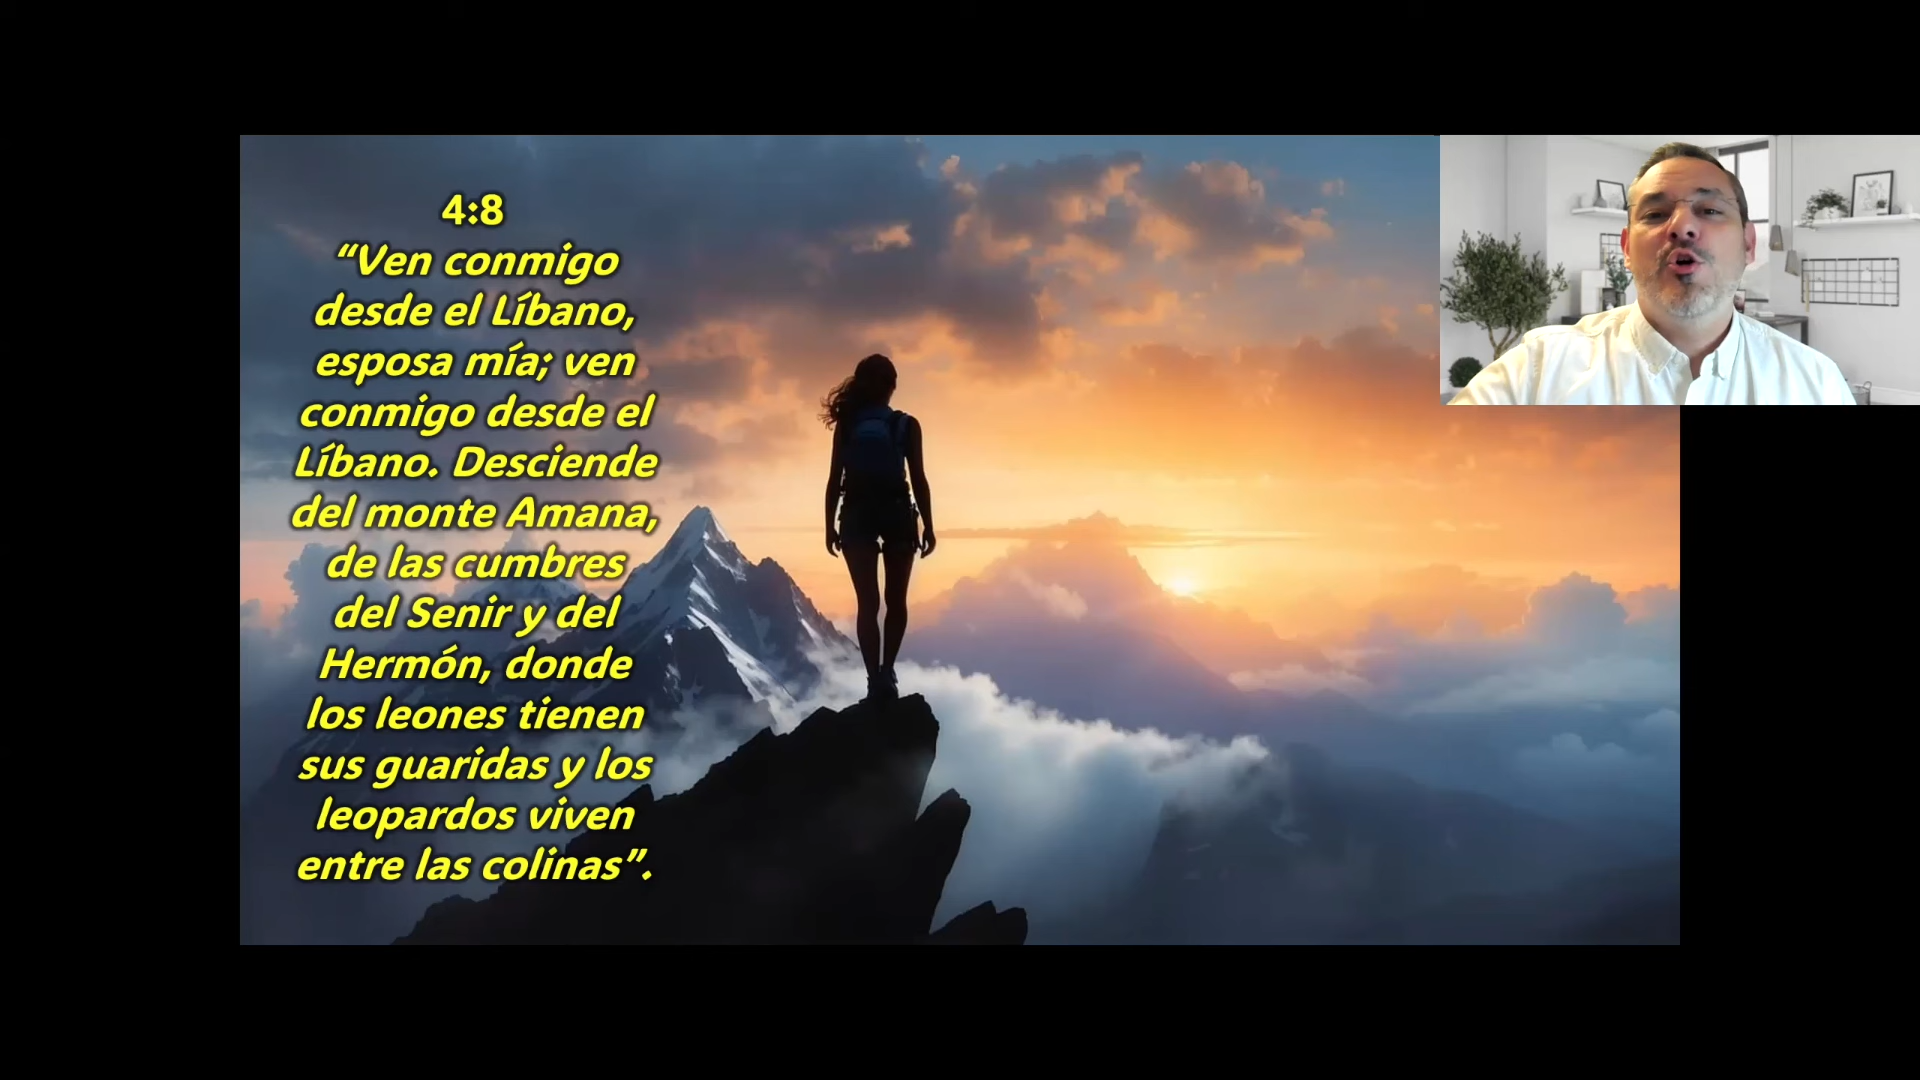 4:8
“Ven conmigo
desde el Líbano,
esposa mía; ven
conmigo desde el
Líbano. Desciende
del monte Amana,
de las cumbres
del Senir y del
Hermón, donde
los leones tienen
sus guaridas y los
leopardos viven
entre las colinas”.